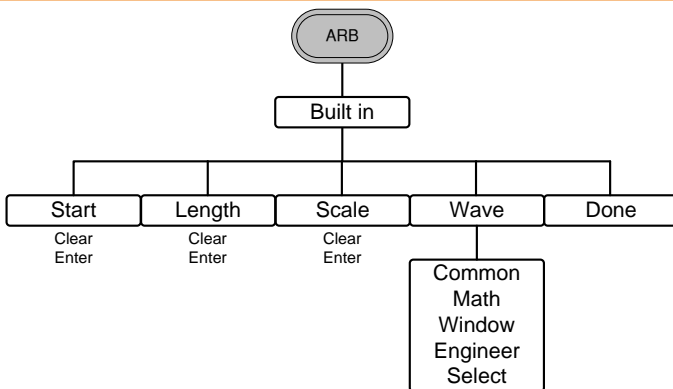 ARB
Built in
Start Length Scale Wave Done
Clear Clear Clear
Enter Enter Enter
Common
Math
Window
Engineer
Select